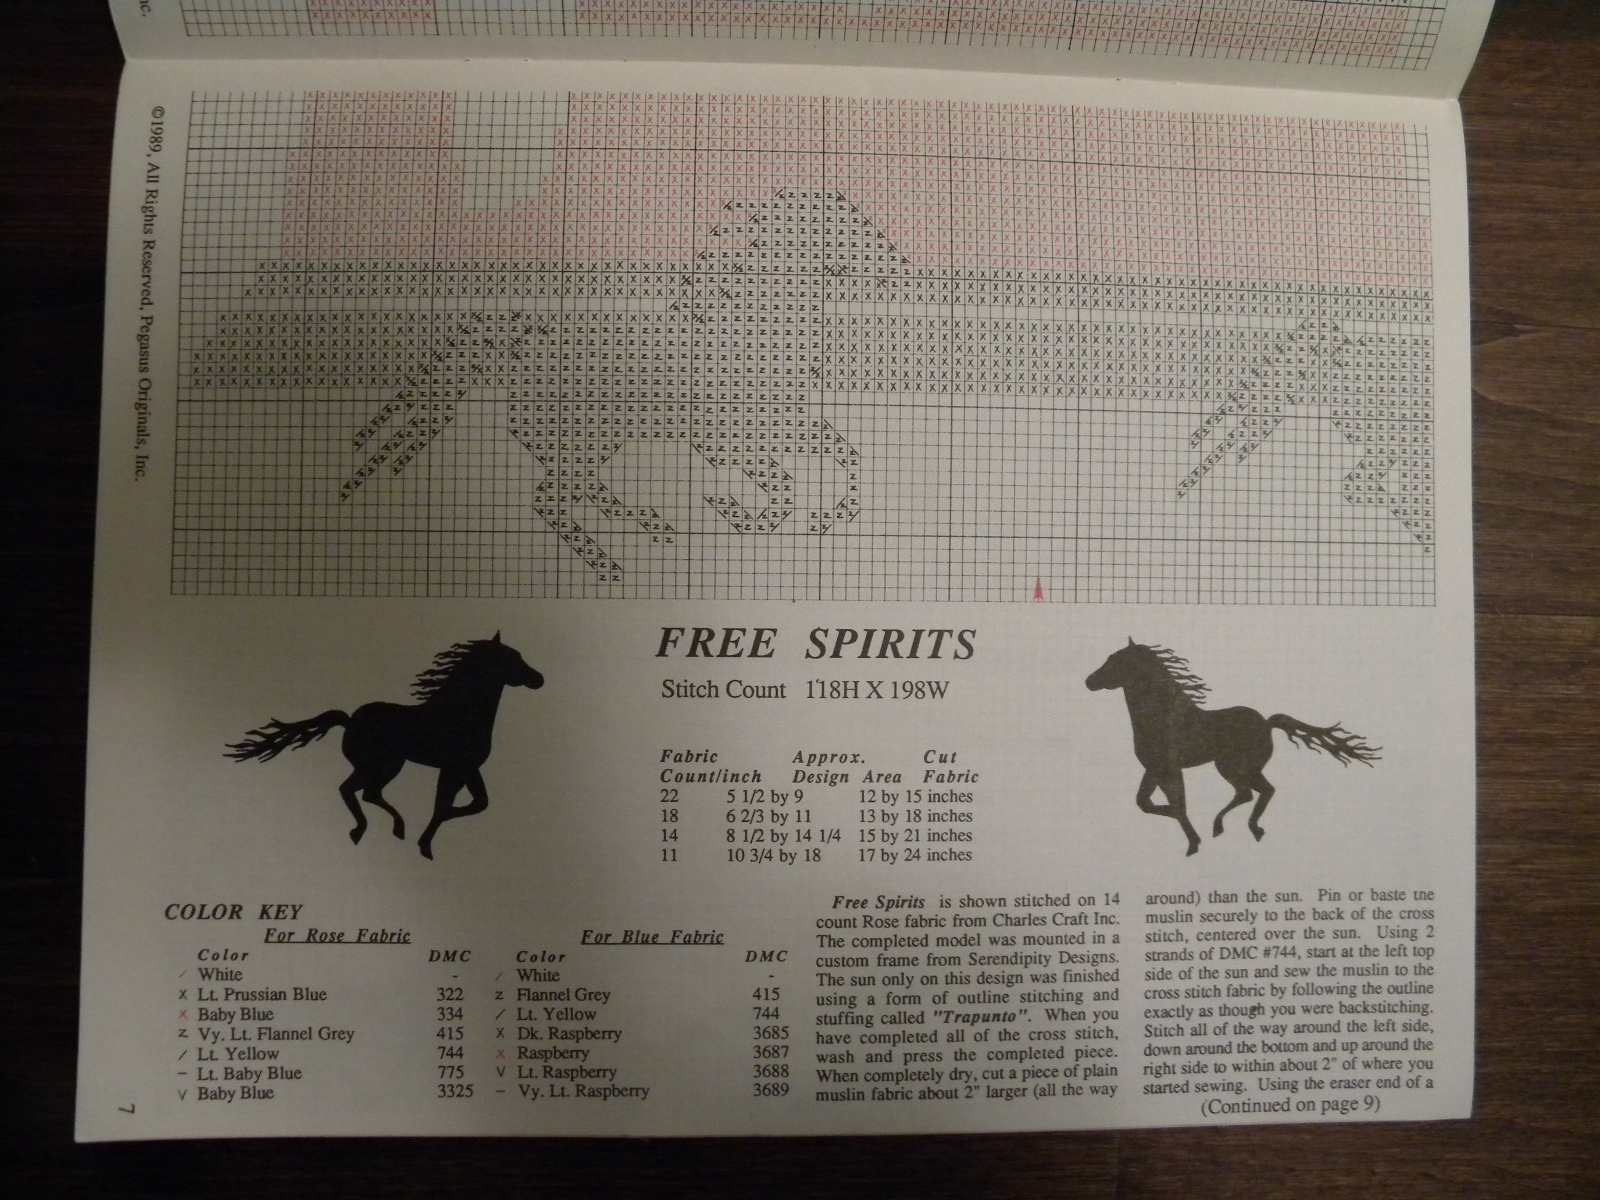 nc.
©1989, All Rights Reserved, Pegasus Originals, Inc.
FREE SPIRITS
Stitch Count 118H X 198W
Fabric Approx. Cut
Count/inch Design Area Fabric
22 5 1/2 by 9 12 by 15 inches
18 6 2/3 by 11 13 by 18 inches
14 8 1/2 by 14 1/4 15 by 21 inches
11 10 3/4 by 18 17 by 24 inches
COLOR KEY
For Rose Fabric
Color DMC
/ White -
X Lt. Prussian Blue 322
X Baby Blue 334
Z Vy. Lt. Flannel Grey 415
/ Lt. Yellow 744
– Lt. Baby Blue 775
V Baby Blue 3325
For Blue Fabric
Color DMC
/ White -
Z Flannel Grey 415
/ Lt. Yellow 744
X Dk. Raspberry 3685
X Raspberry 3687
V Lt. Raspberry 3688
– Vy. Lt. Raspberry 3689
Free Spirits is shown stitched on 14
count Rose fabric from Charles Craft Inc.
The completed model was mounted in a
custom frame from Serendipity Designs.
The sun only on this design was finished
using a form of outline stitching and
stuffing called "Trapunto". When you
have completed all of the cross stitch,
wash and press the completed piece.
When completely dry, cut a piece of plain
muslin fabric about 2" larger (all the way
around) than the sun. Pin or baste the
muslin securely to the back of the cross
stitch, centered over the sun. Using 2
strands of DMC #744, start at the left top
side of the sun and sew the muslin to the
cross stitch fabric by following the outline
exactly as though you were backstitching.
Stitch all of the way around the left side,
down around the bottom and up around the
right side to within about 2" of where you
started sewing. Using the eraser end of a
(Continued on page 9)
7